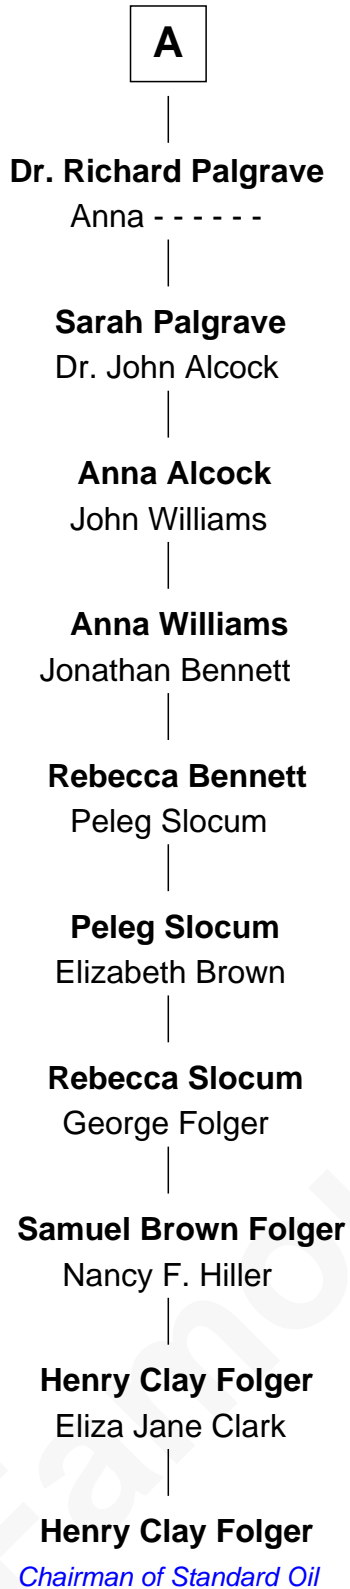 A
Dr. Richard Palgrave
Anna - - - - - -
Sarah Palgrave
Dr. John Alcock
Anna Alcock
John Williams
Anna Williams
Jonathan Bennett
Rebecca Bennett
Peleg Slocum
Peleg Slocum
Elizabeth Brown
Rebecca Slocum
George Folger
Samuel Brown Folger
Nancy F. Hiller
Henry Clay Folger
Eliza Jane Clark
Henry Clay Folger
Chairman of Standard Oil